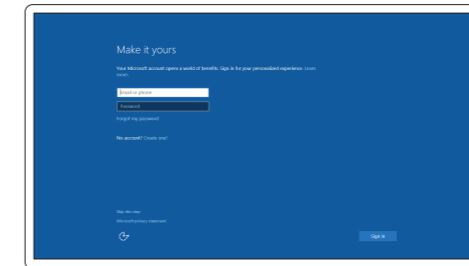 Make it yours
Your Microsoft account opens a world of benefits. Sign in for your personalized experience. Learn
more.
Email or phone
Password
Forgot my password
No account? Create one!
Skip this step
Microsoft privacy statement
Sign in